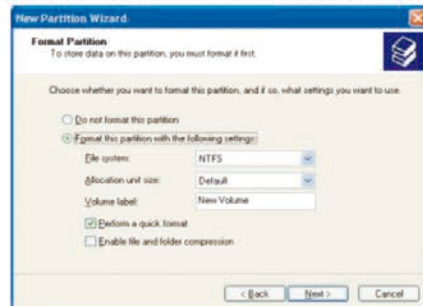 New Partition Wizard
Format Partition
To store data on this partition, you must format it first.
Choose whether you want to format this partition, and if so, what settings you want to use.
Do not format this partition
Format this partition with the following settings:
File system: NTFS
Allocation unit size: Default
Volume label: New Volume
Perform a quick format
Enable file and folder compression
< Back Next > Cancel